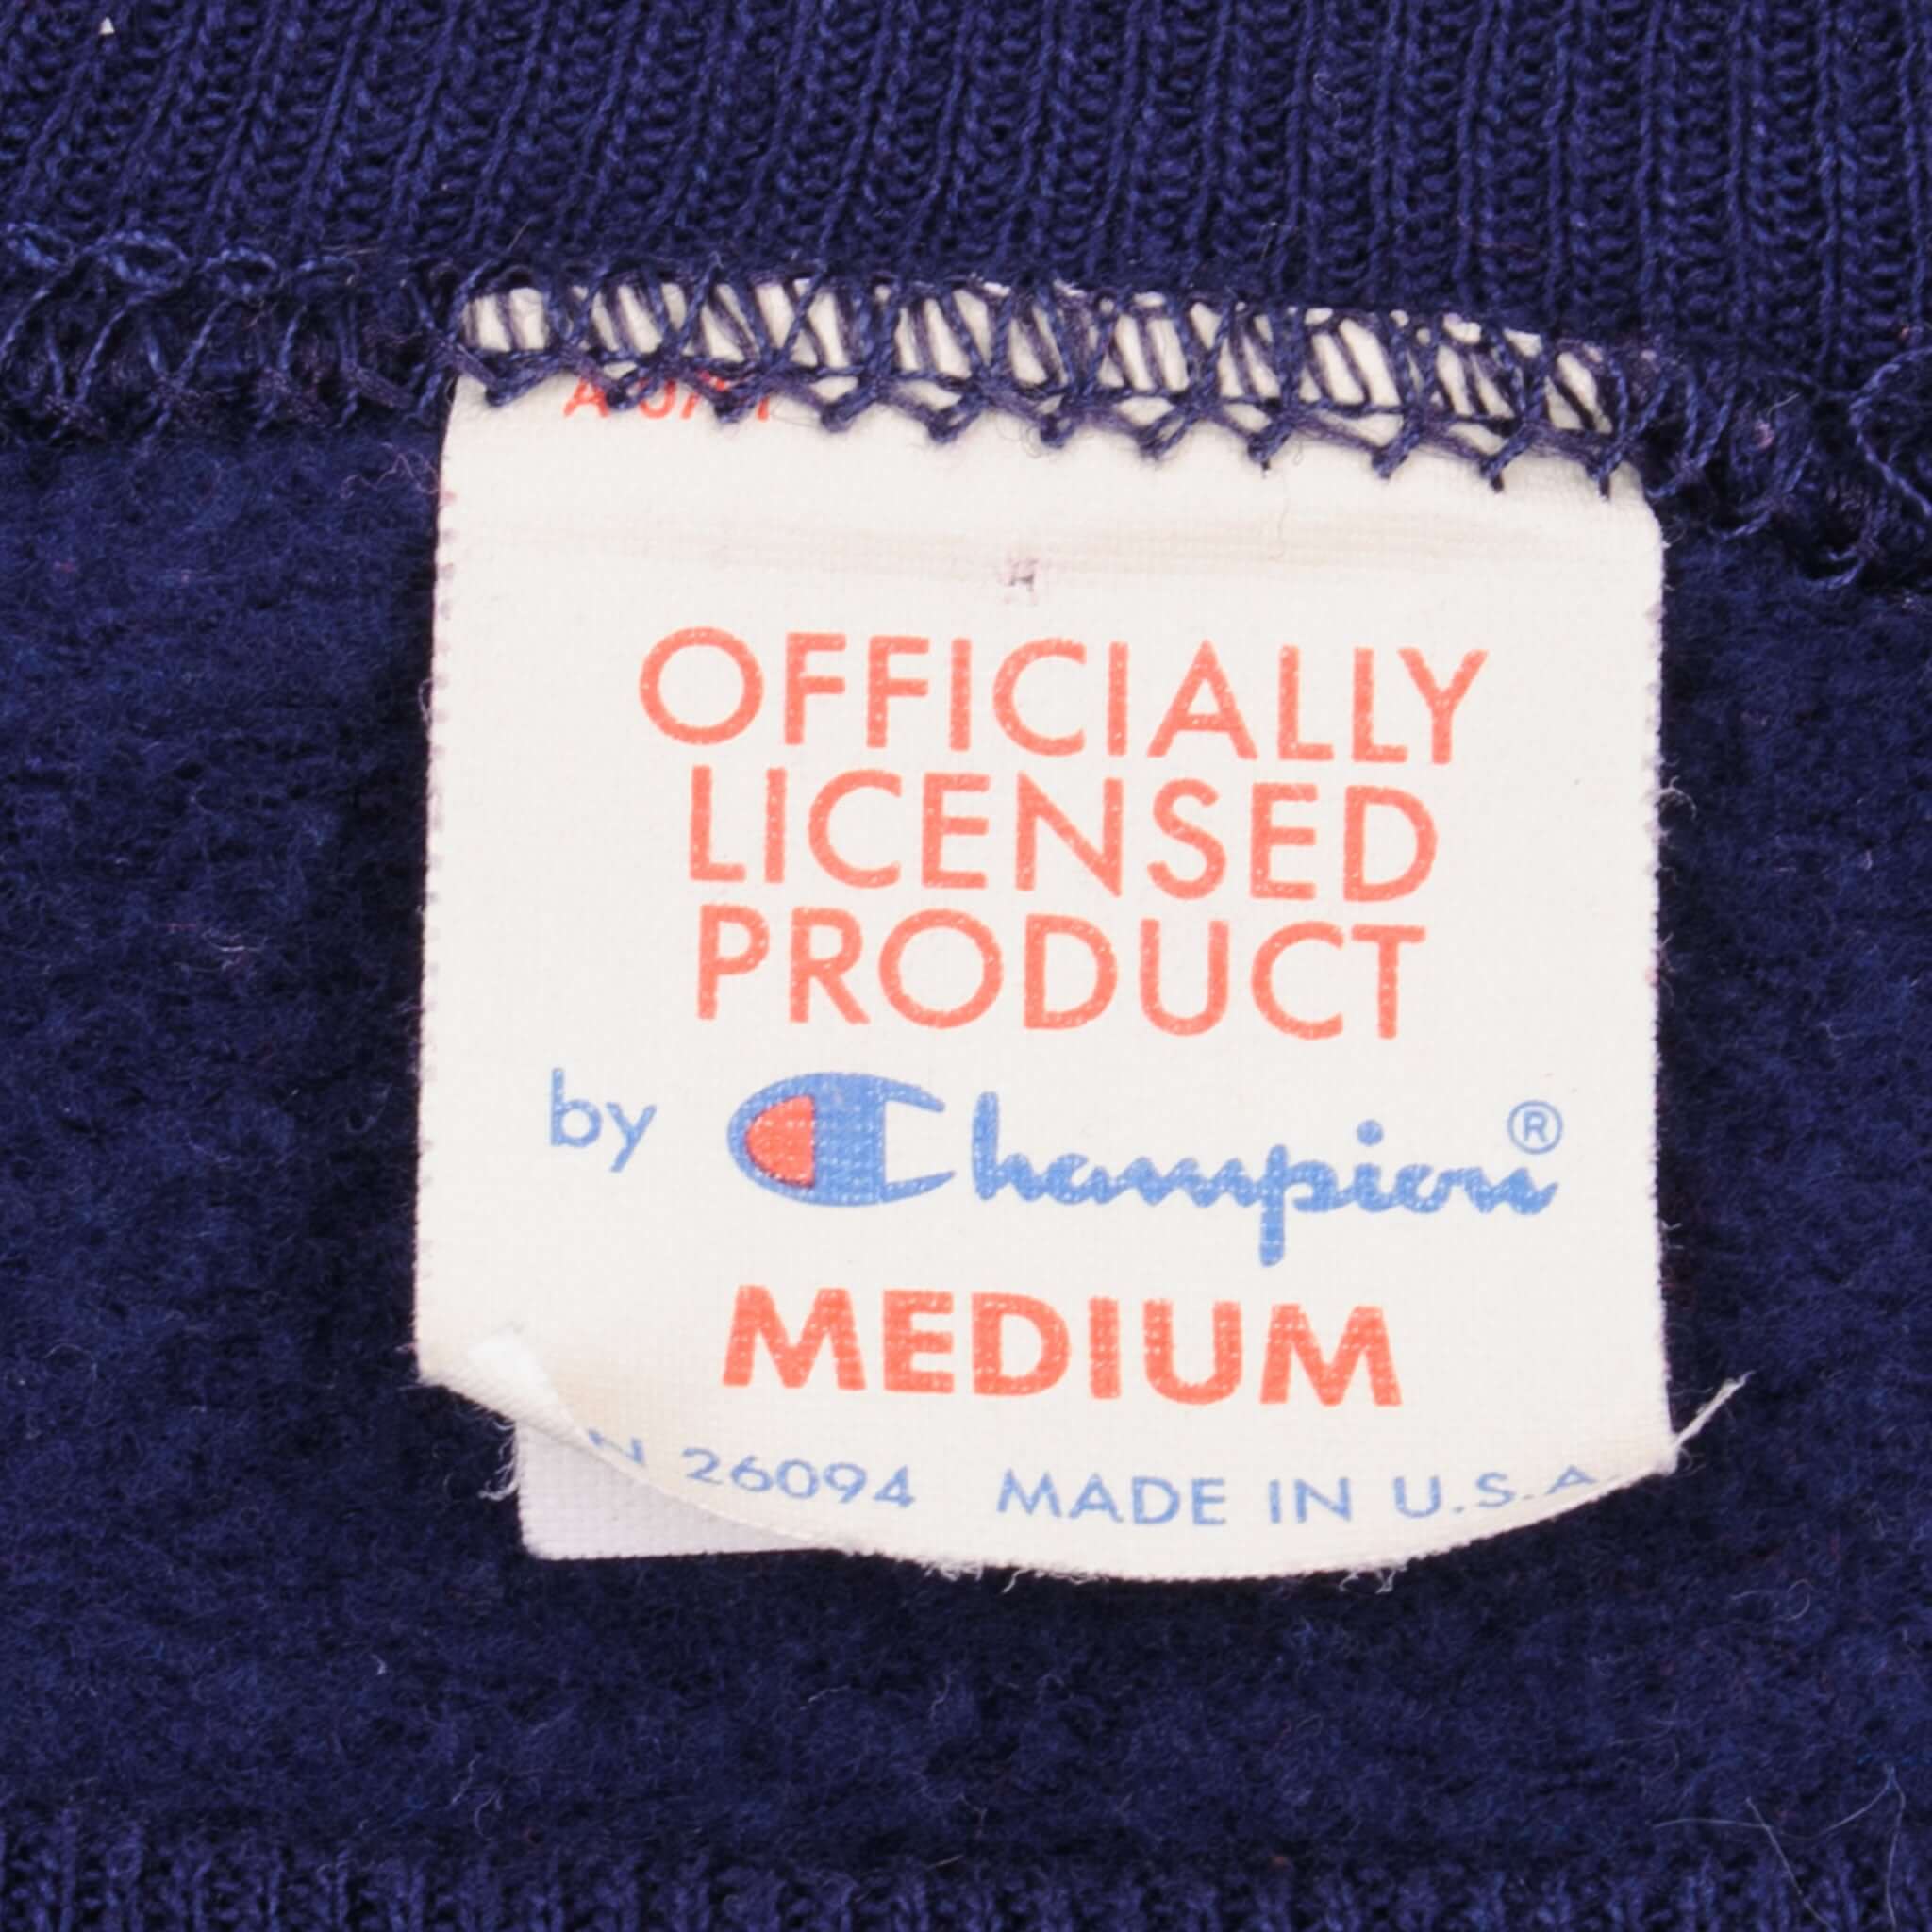 OFFICIALLY
LICENSED
PRODUCT
by Champion®
MEDIUM
N 26094 MADE IN U.S.A